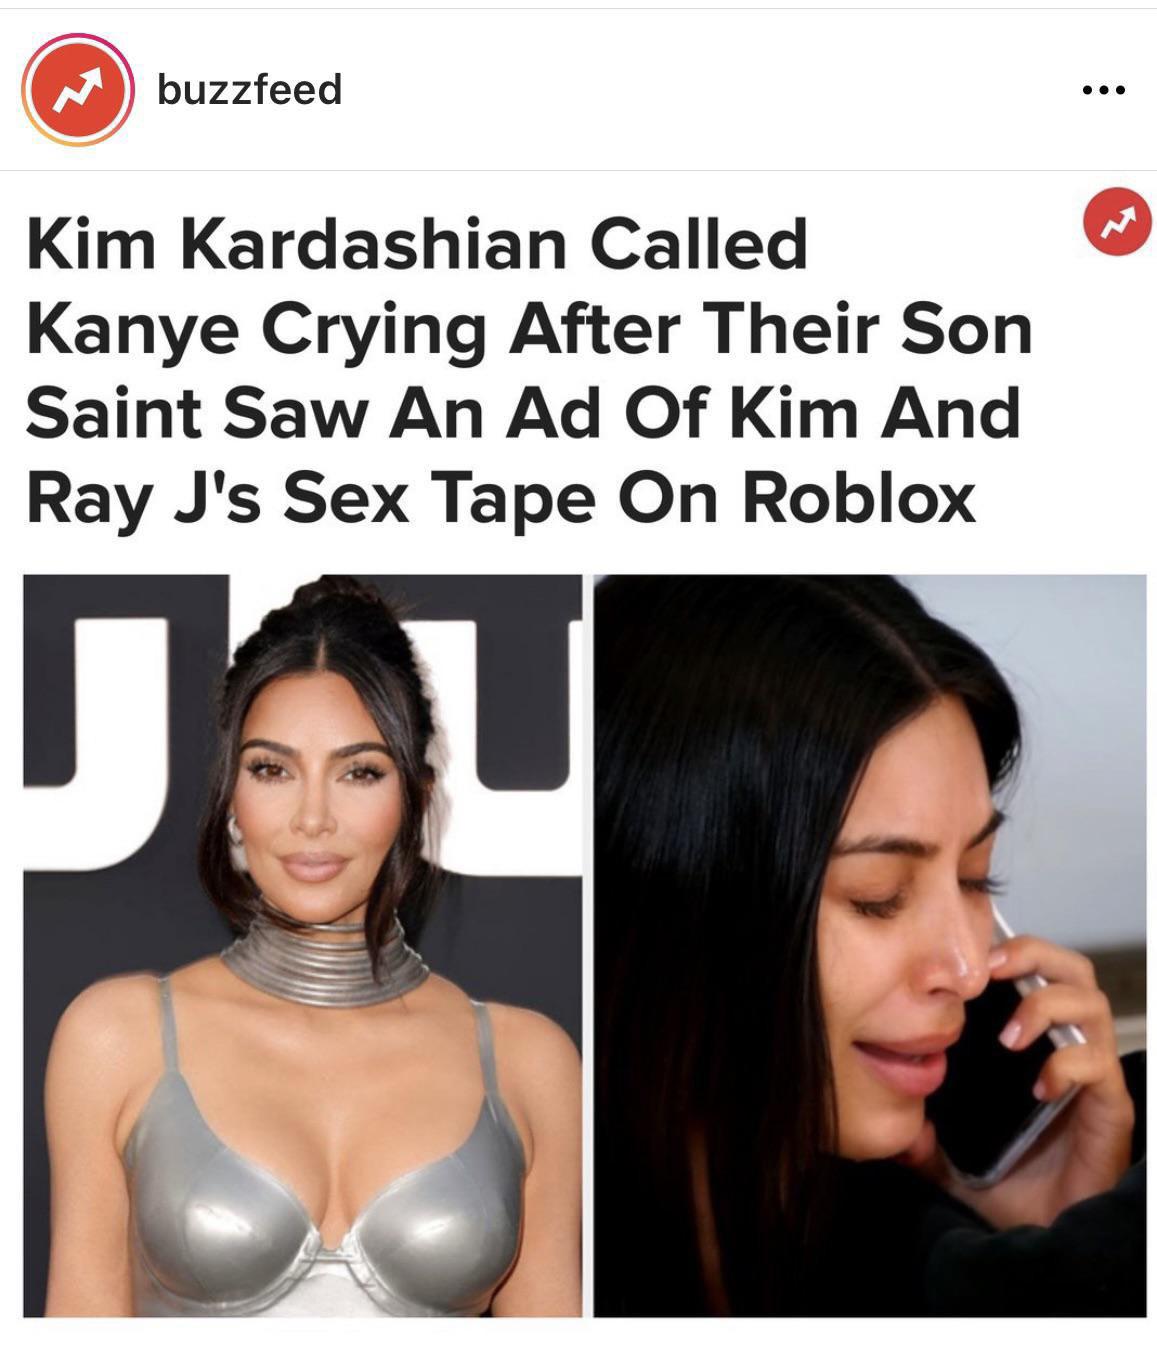 buzzfeed
Kim Kardashian Called
Kanye Crying After Their Son
Saint Saw An Ad Of Kim And
Ray J's Sex Tape On Roblox